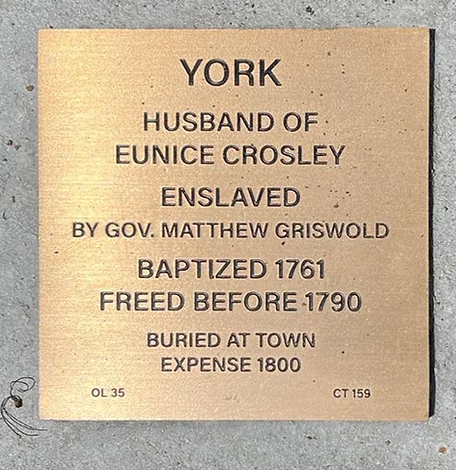 YORK
HUSBAND OF
EUNICE CROSLEY
ENSLAVED
BY GOV. MATTHEW GRISWOLD
BAPTIZED 1761
FREED BEFORE 1790
BURIED AT TOWN
EXPENSE 1800
OL 35 CT 159